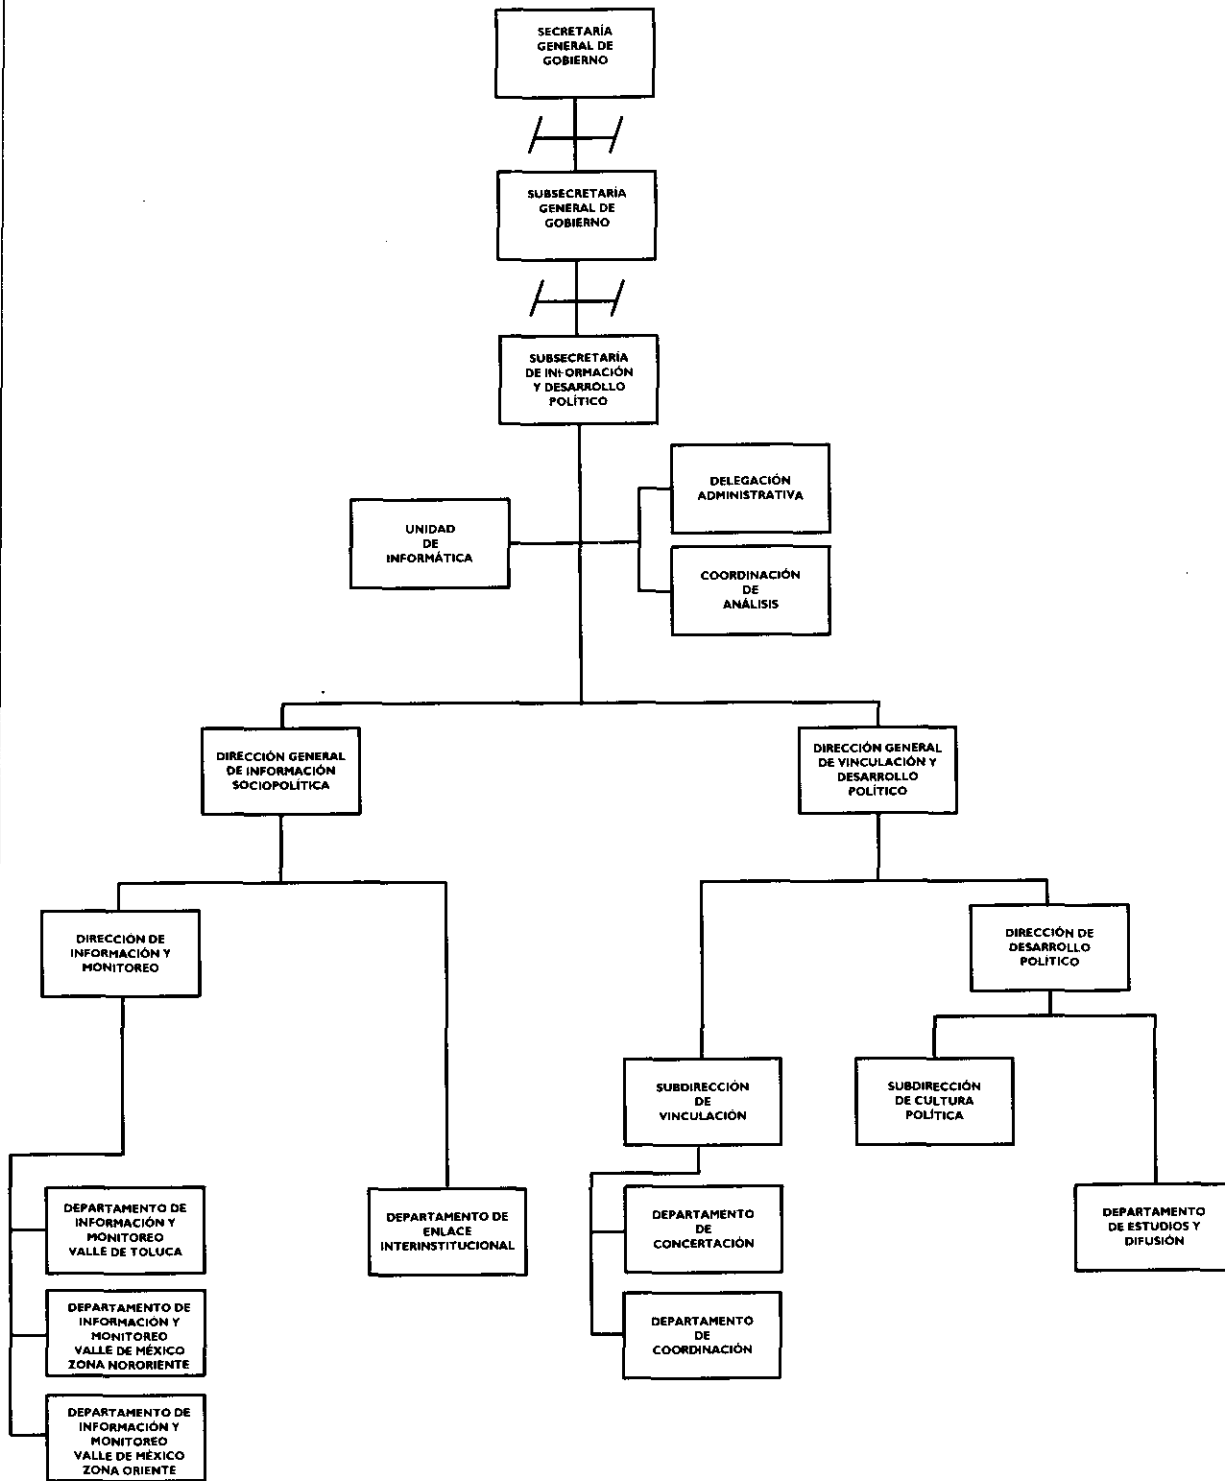 SECRETARÍA
GENERAL DE
GOBIERNO
SUBSECRETARÍA
GENERAL DE
GOBIERNO
SUBSECRETARÍA
DE INFORMACIÓN
Y DESARROLLO
POLÍTICO
DELEGACIÓN
ADMINISTRATIVA
UNIDAD
DE
INFORMÁTICA
COORDINACIÓN
DE
ANÁLISIS
DIRECCIÓN GENERAL
DE INFORMACIÓN
SOCIOPOLÍTICA
DIRECCIÓN GENERAL
DE VINCULACIÓN Y
DESARROLLO
POLÍTICO
DIRECCIÓN DE
INFORMACIÓN Y
MONITOREO
DIRECCIÓN DE
DESARROLLO
POLÍTICO
SUBDIRECCIÓN
DE
VINCULACIÓN
SUBDIRECCIÓN
DE CULTURA
POLÍTICA
DEPARTAMENTO DE
INFORMACIÓN Y
MONITOREO
VALLE DE TOLUCA
DEPARTAMENTO DE
ENLACE
INTERINSTITUCIONAL
DEPARTAMENTO
DE
CONCERTACIÓN
DEPARTAMENTO
DE ESTUDIOS Y
DIFUSIÓN
DEPARTAMENTO DE
INFORMACIÓN Y
MONITOREO
VALLE DE MÉXICO
ZONA NORORIENTE
DEPARTAMENTO
DE
COORDINACIÓN
DEPARTAMENTO DE
INFORMACIÓN Y
MONITOREO
VALLE DE MÉXICO
ZONA ORIENTE